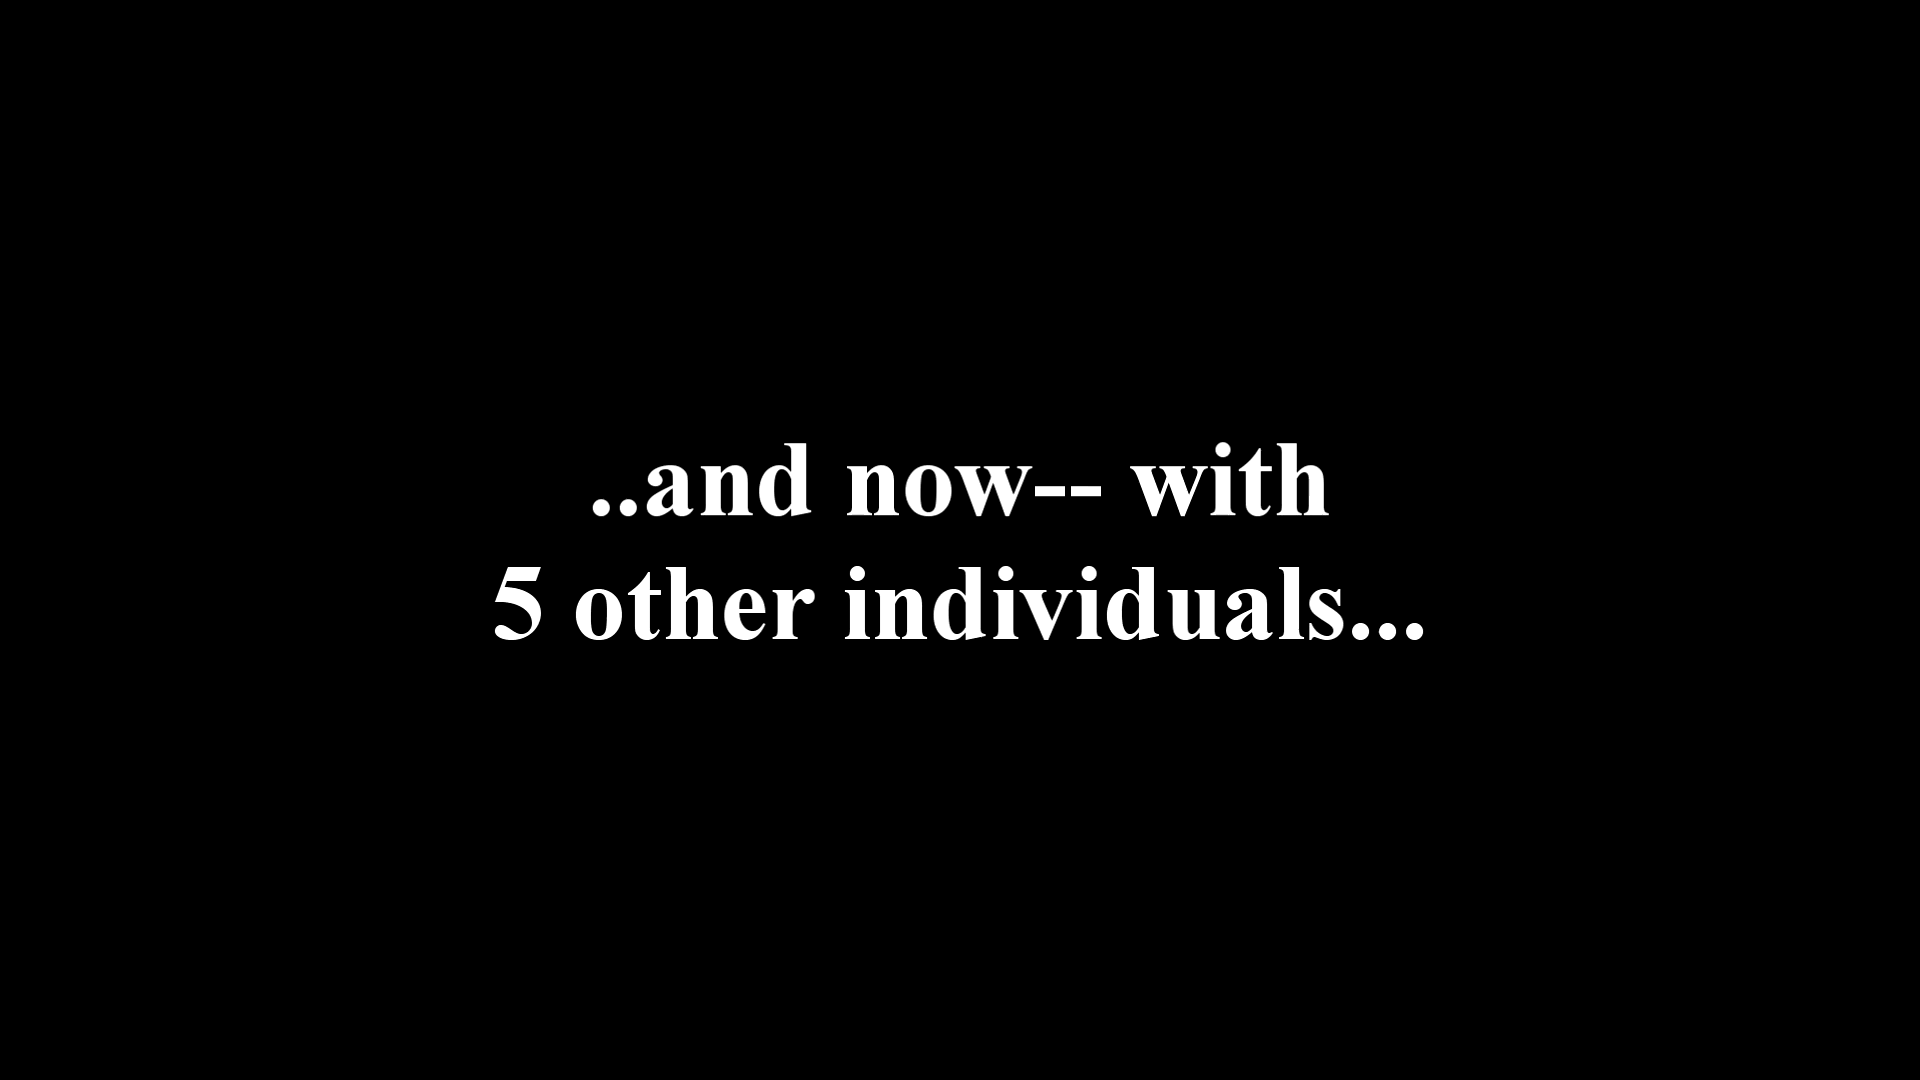 ..and now-- with
5 other individuals...